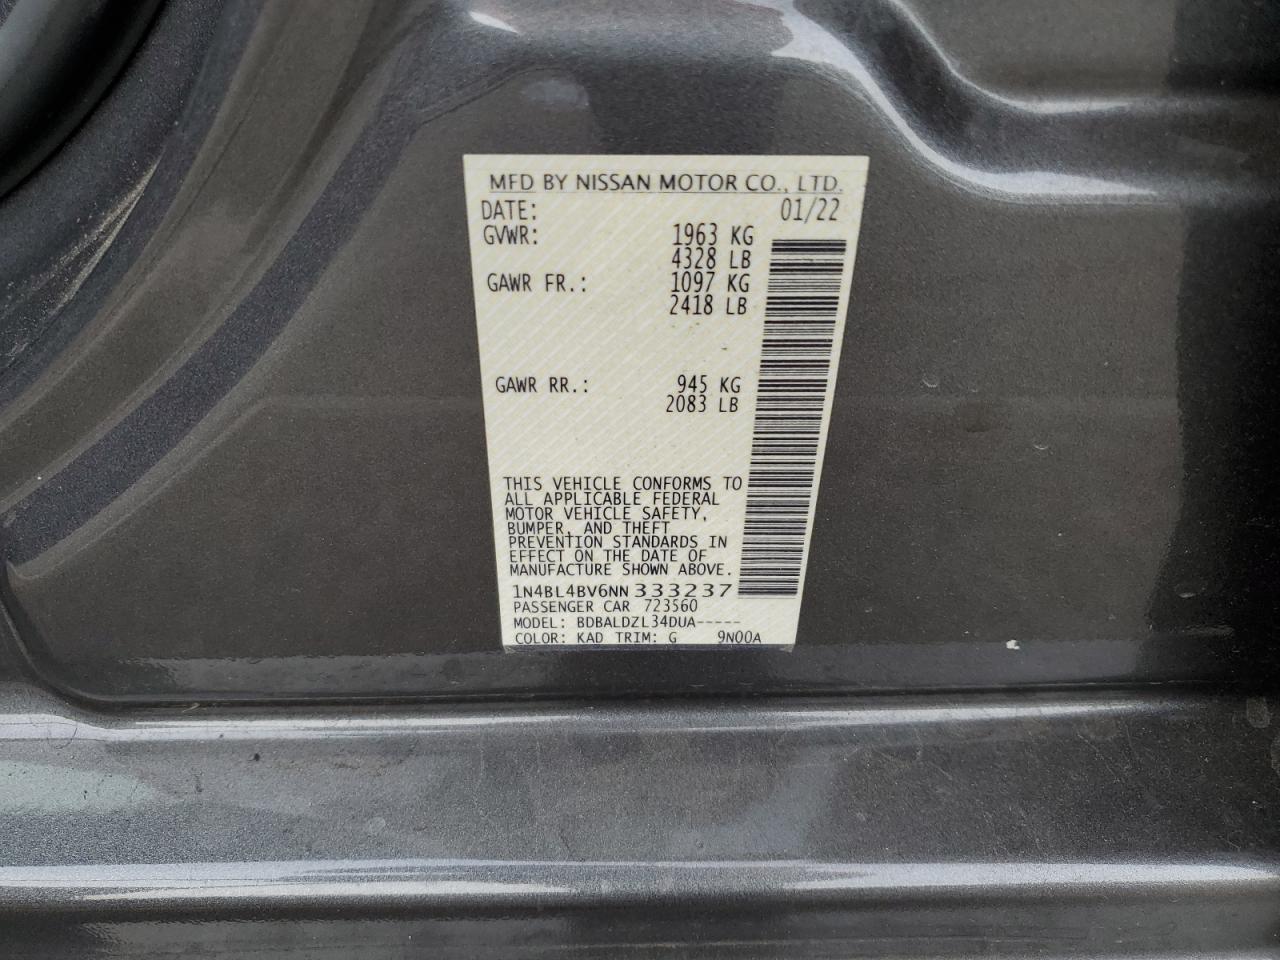 MFD BY NISSAN MOTOR CO., LTD.
DATE: 01/22
GVWR: 1963 KG
4328 LB
GAWR FR.: 1097 KG
2418 LB
GAWR RR.: 945 KG
2083 LB
THIS VEHICLE CONFORMS TO
ALL APPLICABLE FEDERAL
MOTOR VEHICLE SAFETY,
BUMPER, AND THEFT
PREVENTION STANDARDS IN
EFFECT ON THE DATE OF
MANUFACTURE SHOWN ABOVE.
1N4BL4BV6NN333237
PASSENGER CAR 723560
MODEL: BDBALDZL34DUA-----
COLOR: KAD TRIM: G 9N00A